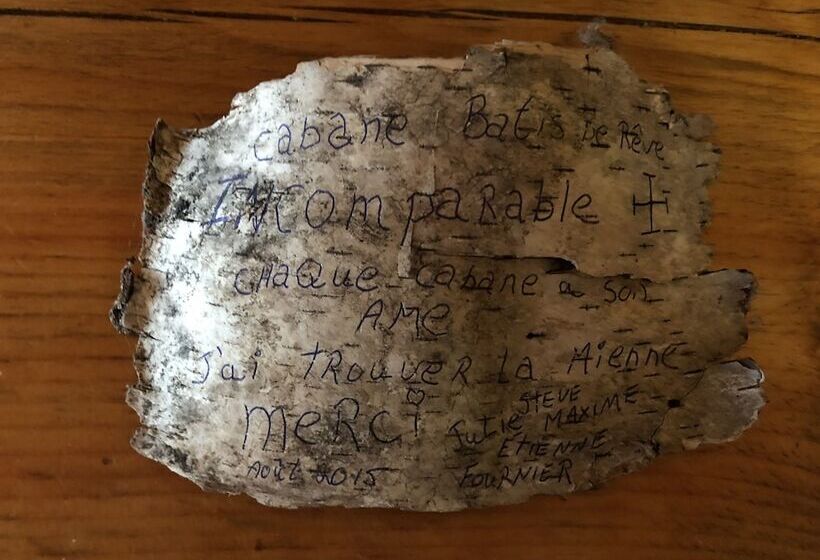 cabane Batis De Rêve
INcomparable
CHaQue cabane a Son
AMe
J'ai tRouveR la Mienne
MeRci
Julie STEVE MAXIME
ETIENNE
Août 2015 FOURNIER